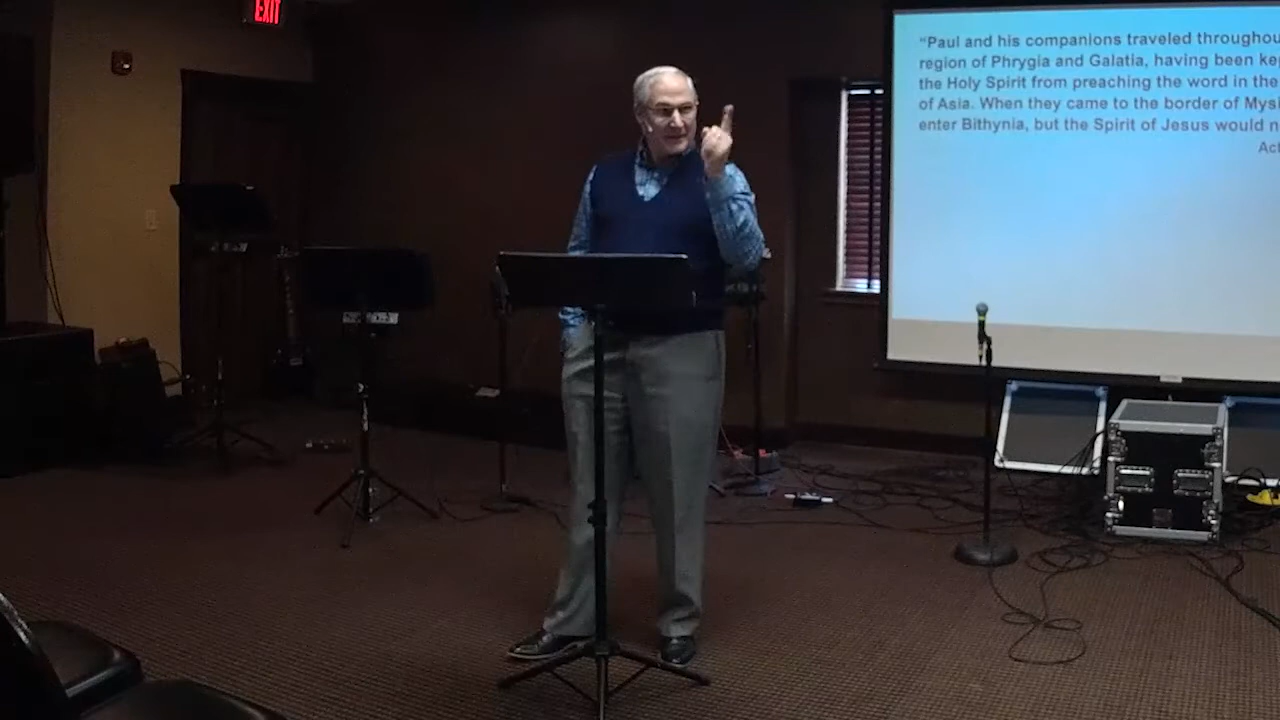 EXIT
“Paul and his companions traveled throughou
region of Phrygia and Galatia, having been kep
the Holy Spirit from preaching the word in the
of Asia. When they came to the border of Mysi
enter Bithynia, but the Spirit of Jesus would n
Act